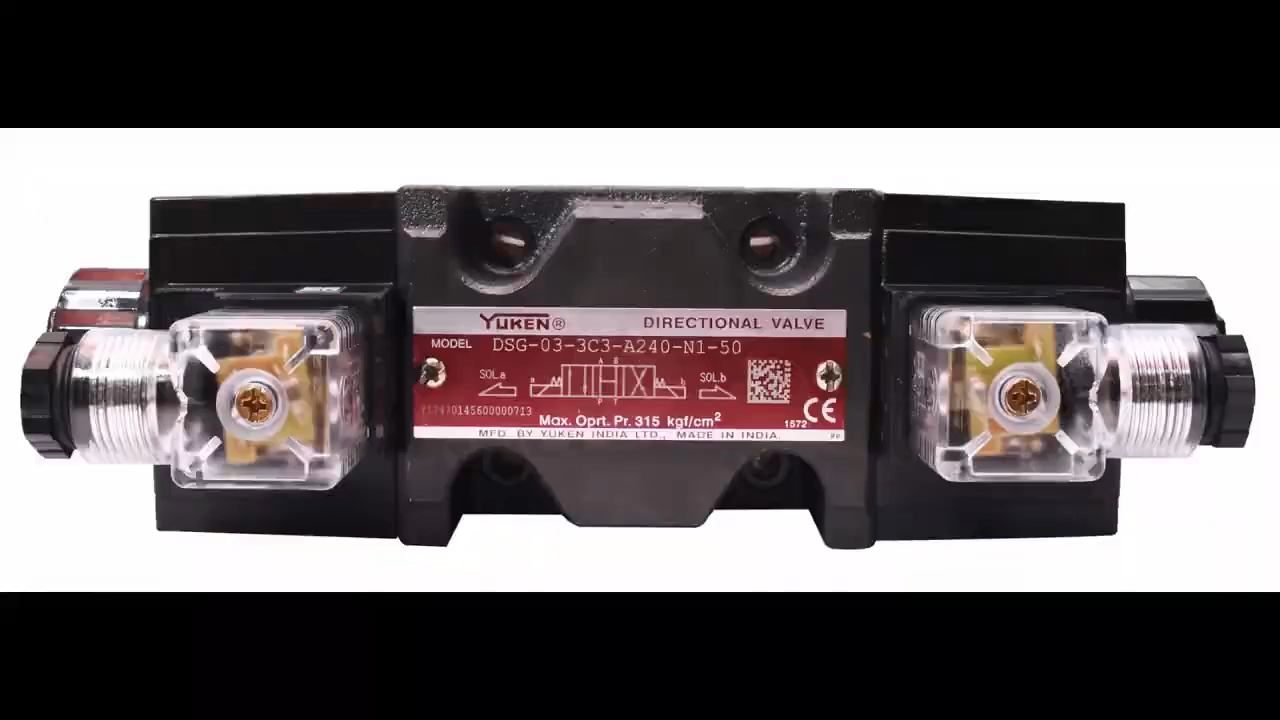 YUKEN® DIRECTIONAL VALVE
MODEL DSG-03-3C3-A240-N1-50
A B
SOL.a a b SOL.b
P T
Max. Oprt. Pr. 315 kgf/cm²
1572 CE
MFD. BY YUKEN INDIA LTD., MADE IN INDIA.